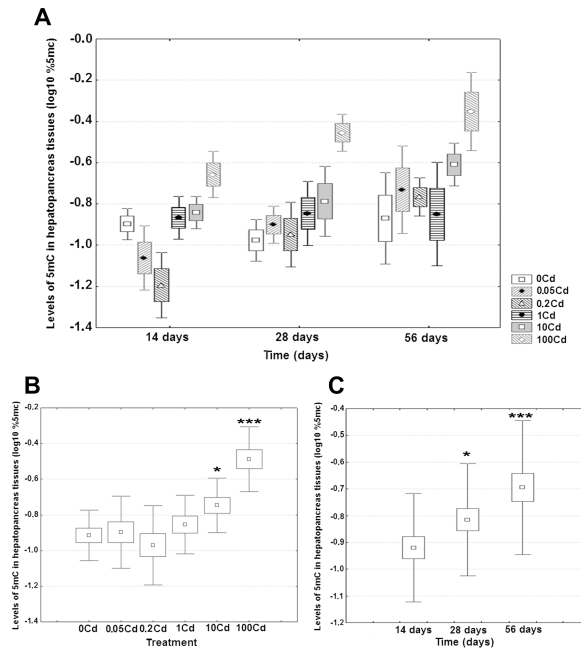 A
Levels of 5mC in hepatopancreas tissues (log10 %5mc)
-0.0
-0.2
-0.4
-0.6
-0.8
-1.0
-1.2
-1.4
14 days
28 days
56 days
Time (days)
0Cd
0,05Cd
0,2Cd
1Cd
10Cd
100Cd
B
Levels of 5mC in hepatopancreas tissues (log10 %5mc)
-0,2
-0,4
-0,6
-0,8
-1,0
-1,2
-1,4
*
***
0Cd
0,05Cd
0.2Cd
1Cd
10Cd
100Cd
Treatment
C
Levels of 5mC in hepatopancreas tissues (log10 %5mc)
-0,4
-0,5
-0,6
-0,7
-0,8
-0,9
-1,0
-1,1
-1,2
*
***
14 days
28 days
56 days
Time (days)